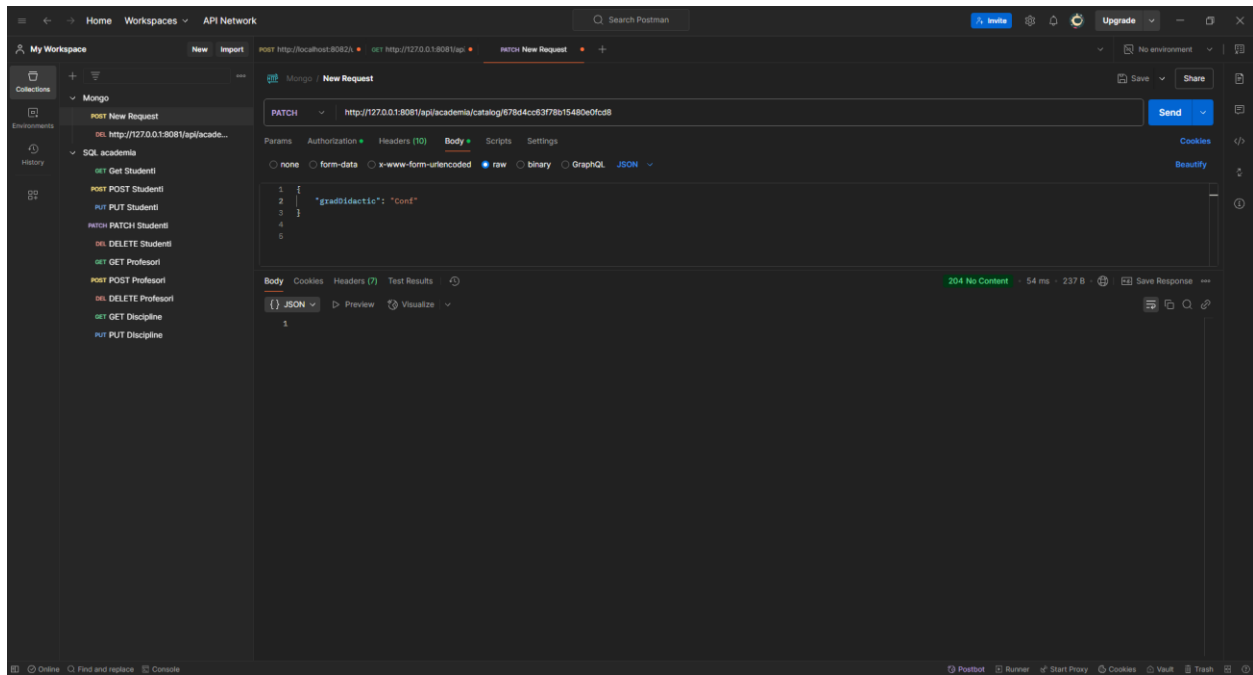 Home Workspaces API Network Search Postman Invite Upgrade
My Workspace New Import POST http://localhost:8082/ GET http://127.0.0.1:8081/api PATCH New Request No environment
Collections
Environments
History
Mongo
POST New Request
DEL http://127.0.0.1:8081/api/acade...
SQL academia
GET Get Studenti
POST POST Studenti
PUT PUT Studenti
PATCH PATCH Studenti
DEL DELETE Studenti
GET GET Profesori
POST POST Profesori
DEL DELETE Profesori
GET GET Discipline
PUT PUT Discipline
Mongo / New Request Save Share
PATCH http://127.0.0.1:8081/api/academia/catalog/678d4cc63f78b15480e0fcd8 Send
Params Authorization Headers (10) Body Scripts Settings Cookies
none form-data x-www-form-urlencoded raw binary GraphQL JSON Beautify
1 {
2 "gradDidactic": "Conf"
3 }
4
5
Body Cookies Headers (7) Test Results 204 No Content 54 ms 237 B Save Response
{} JSON Preview Visualize
1
Online Find and replace Console Postbot Runner Start Proxy Cookies Vault Trash